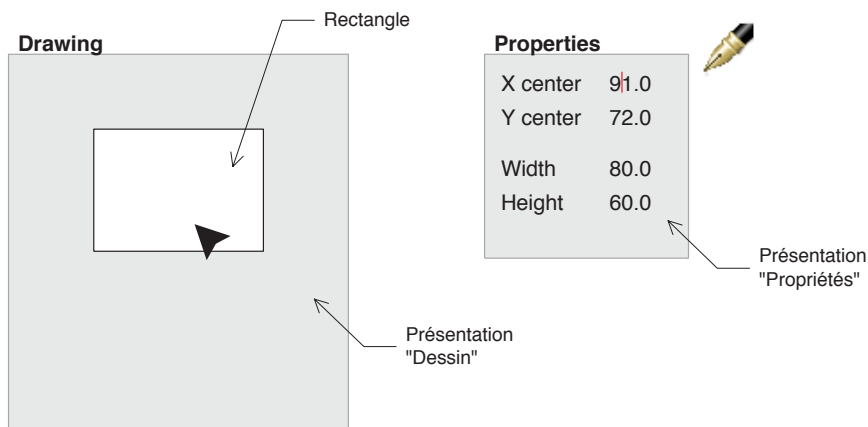 Rectangle
Drawing
Properties
X center 91.0
Y center 72.0
Width 80.0
Height 60.0
Présentation
"Propriétés"
Présentation
"Dessin"